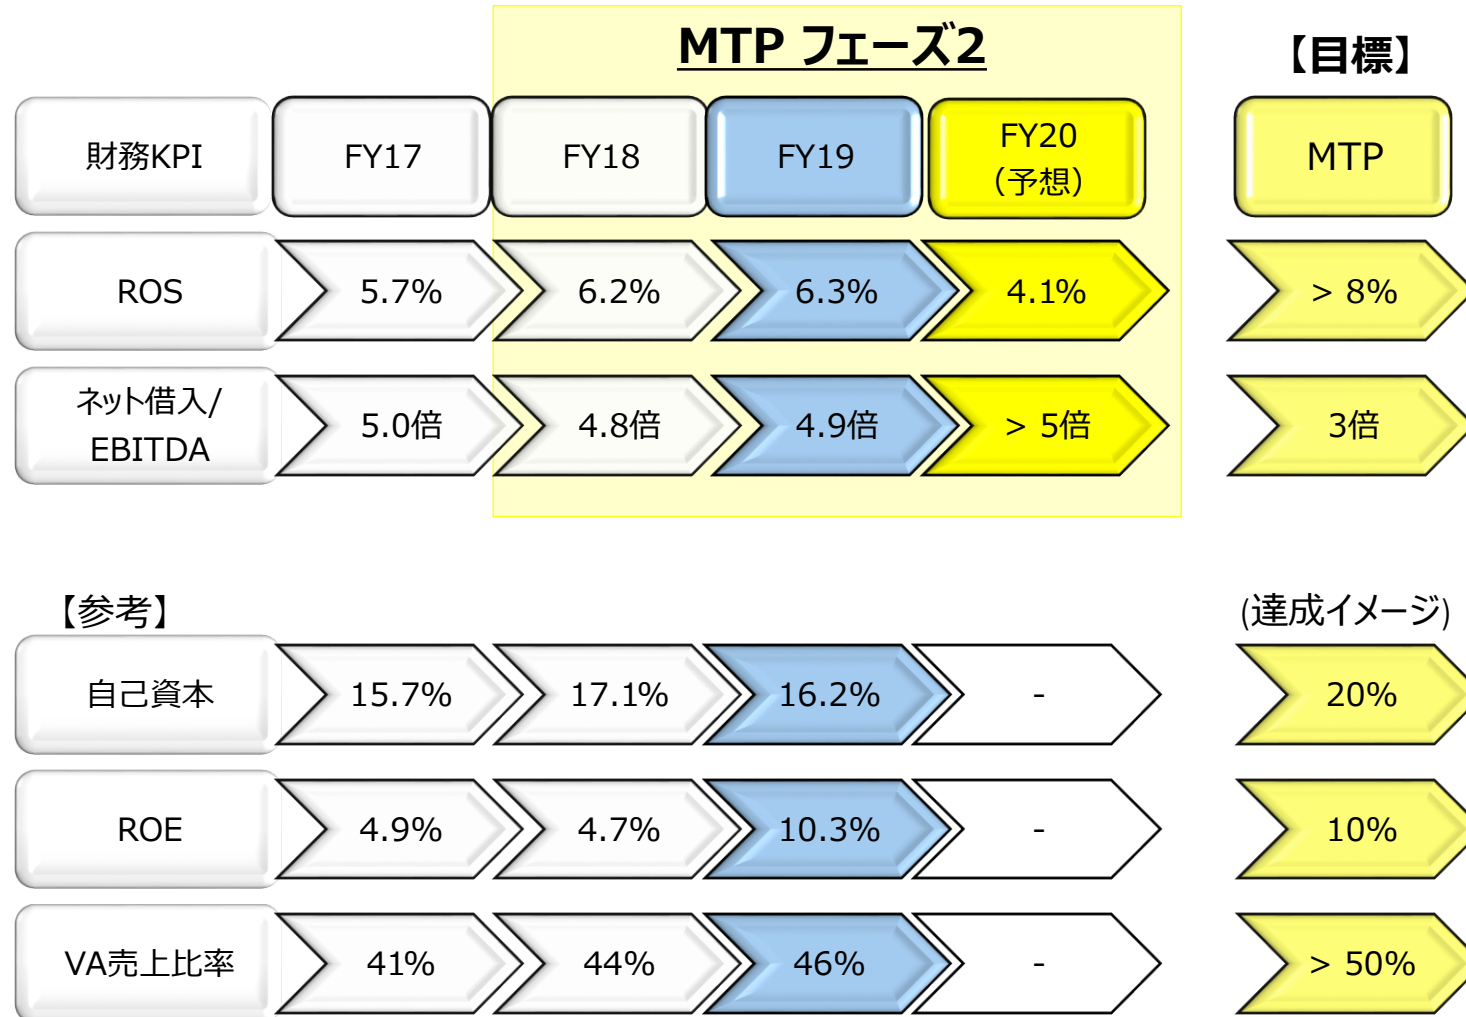 MTP フェーズ2
【目標】
財務KPI FY17 FY18 FY19 FY20
（予想） MTP
ROS 5.7% 6.2% 6.3% 4.1% > 8%
ネット借入/
EBITDA 5.0倍 4.8倍 4.9倍 > 5倍 3倍
【参考】 (達成イメージ)
自己資本 15.7% 17.1% 16.2% - 20%
ROE 4.9% 4.7% 10.3% - 10%
VA売上比率 41% 44% 46% - > 50%